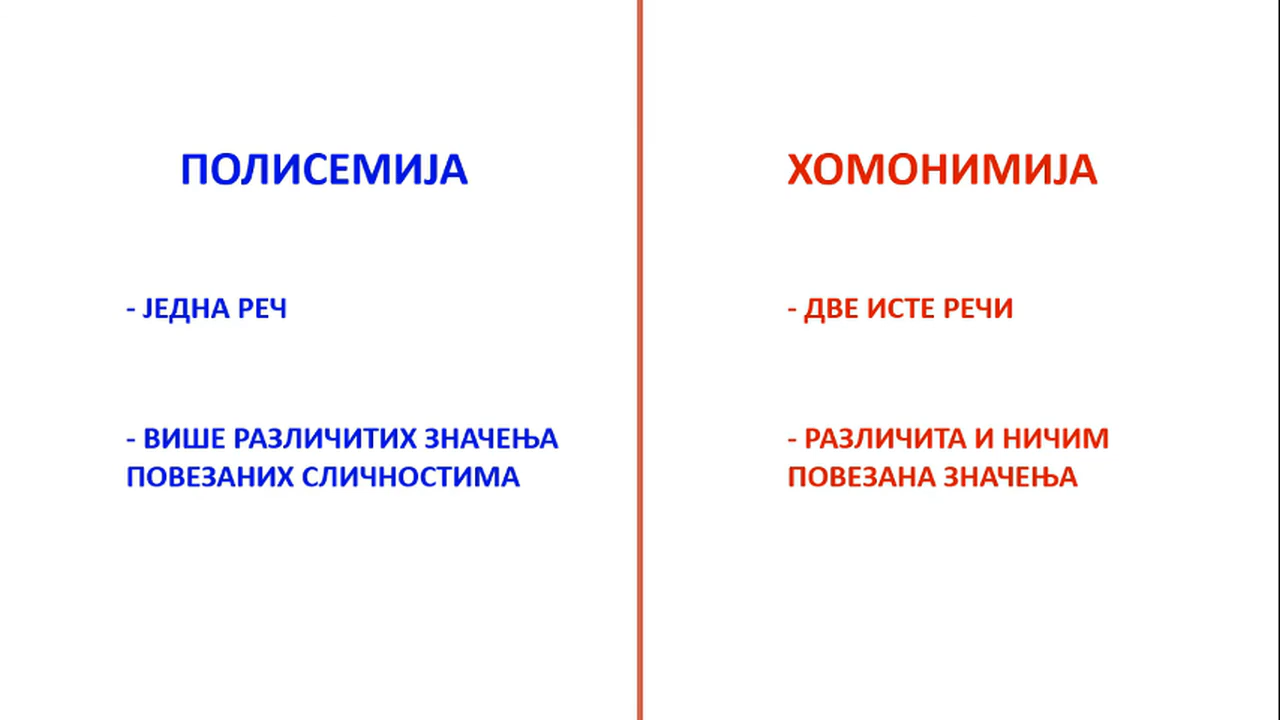 ПОЛИСЕМИЈА
- ЈЕДНА РЕЧ
- ВИШЕ РАЗЛИЧИТИХ ЗНАЧЕЊА
ПОВЕЗАНИХ СЛИЧНОСТИМА
ХОМОНИМИЈА
- ДВЕ ИСТЕ РЕЧИ
- РАЗЛИЧИТА И НИЧИМ
ПОВЕЗАНА ЗНАЧЕЊА